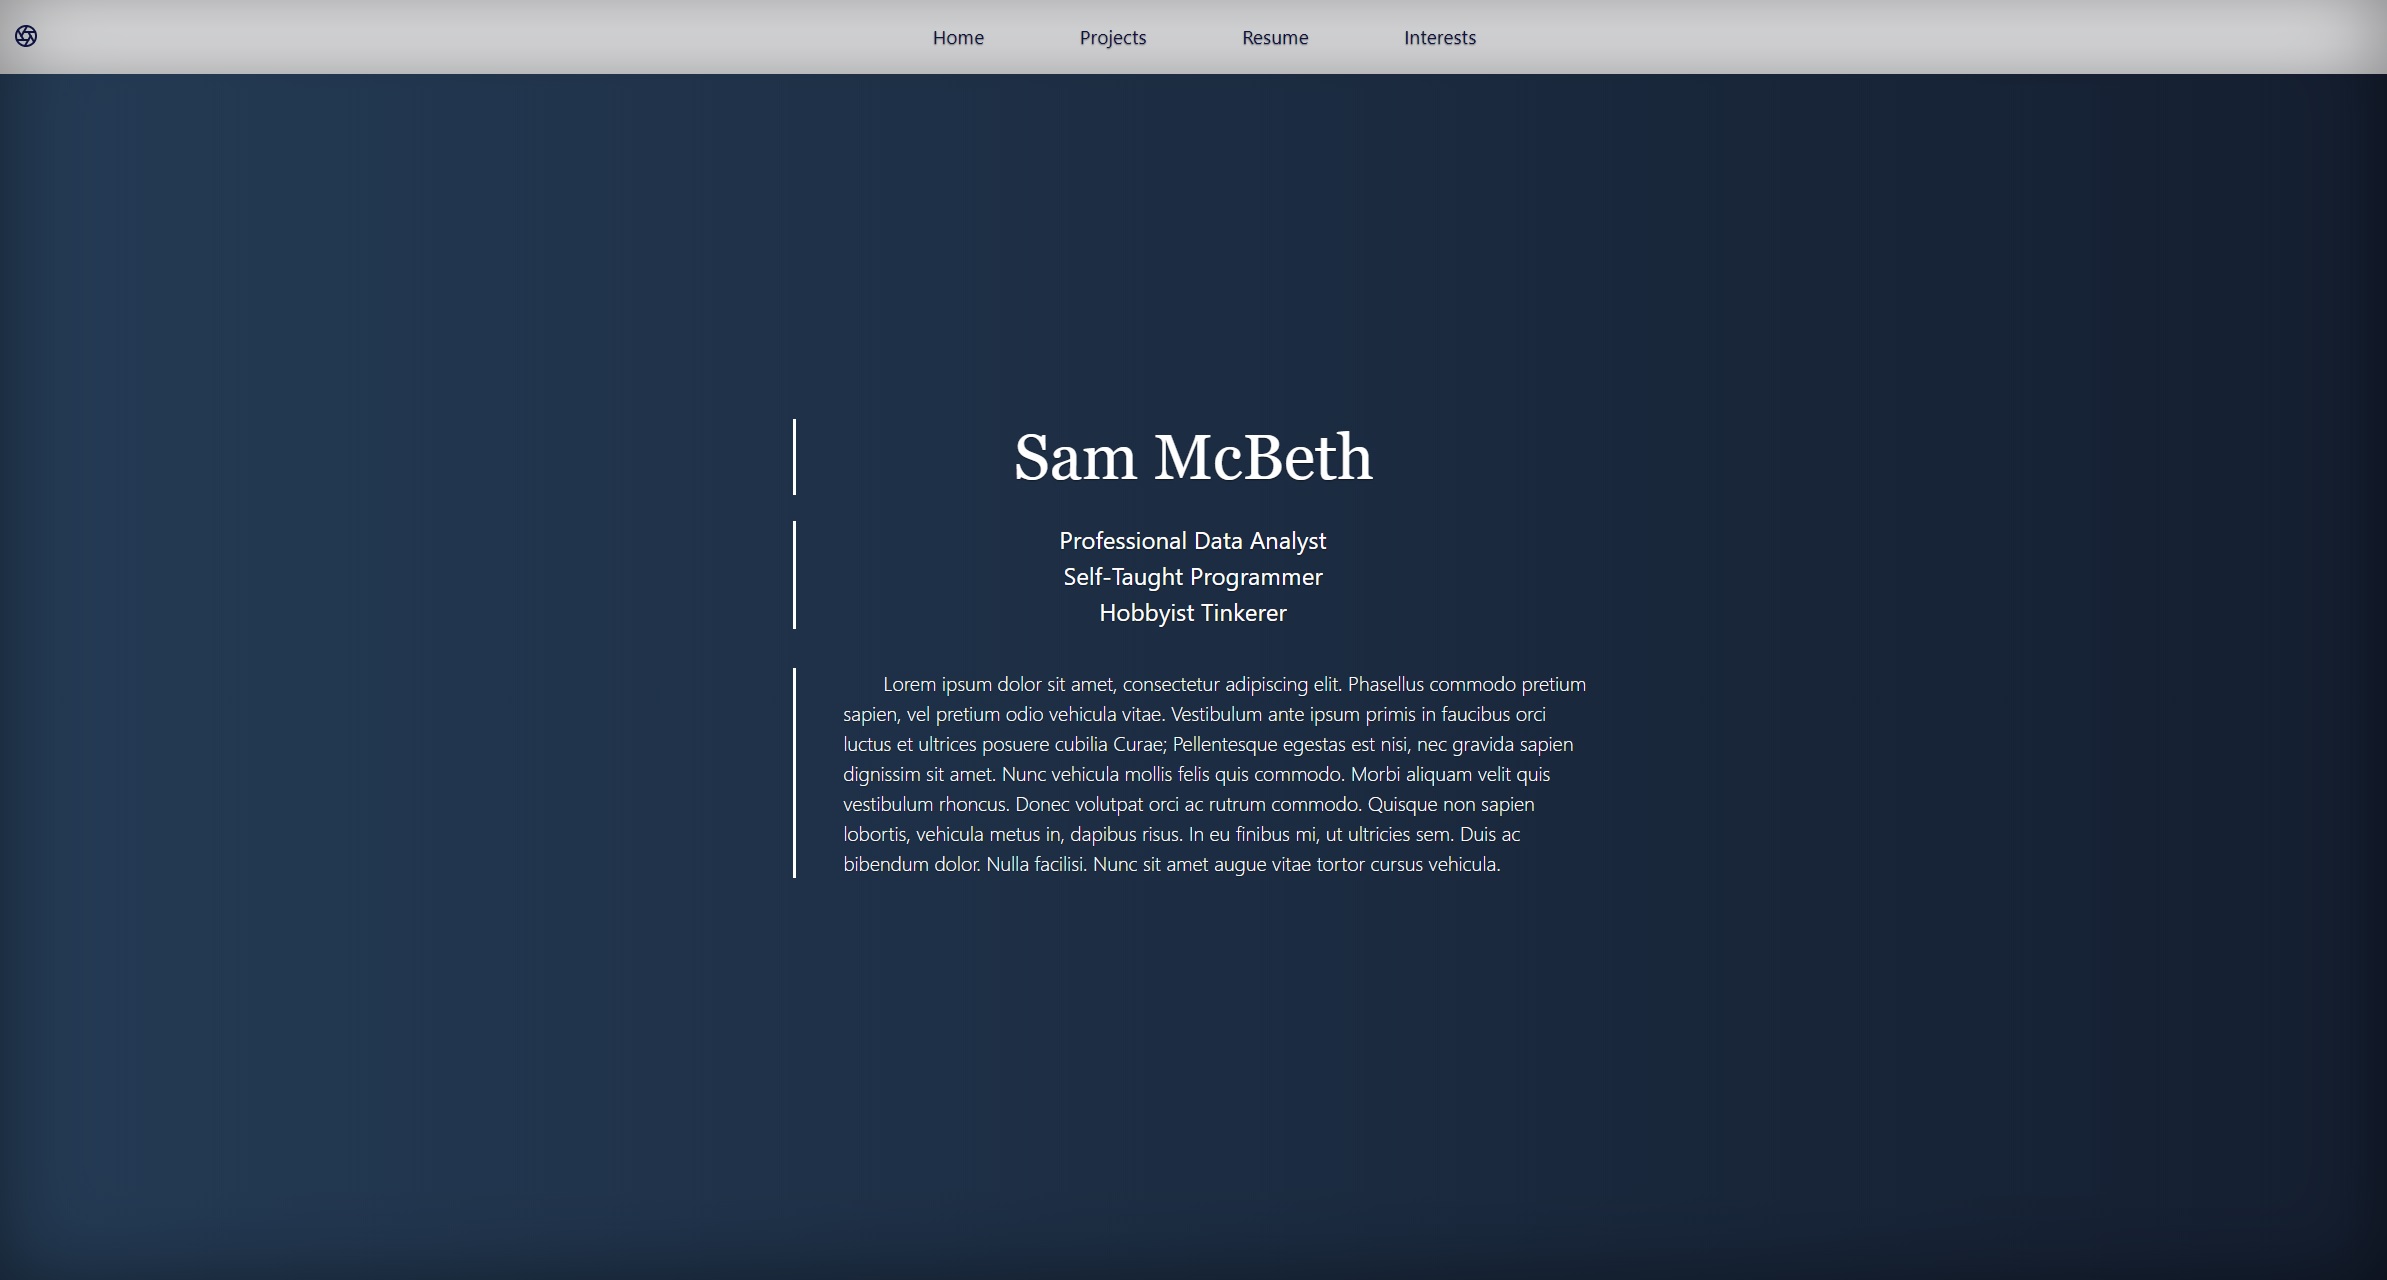 Home Projects Resume Interests
Sam McBeth
Professional Data Analyst
Self-Taught Programmer
Hobbyist Tinkerer
Lorem ipsum dolor sit amet, consectetur adipiscing elit. Phasellus commodo pretium
sapien, vel pretium odio vehicula vitae. Vestibulum ante ipsum primis in faucibus orci
luctus et ultrices posuere cubilia Curae; Pellentesque egestas est nisi, nec gravida sapien
dignissim sit amet. Nunc vehicula mollis felis quis commodo. Morbi aliquam velit quis
vestibulum rhoncus. Donec volutpat orci ac rutrum commodo. Quisque non sapien
lobortis, vehicula metus in, dapibus risus. In eu finibus mi, ut ultricies sem. Duis ac
bibendum dolor. Nulla facilisi. Nunc sit amet augue vitae tortor cursus vehicula.